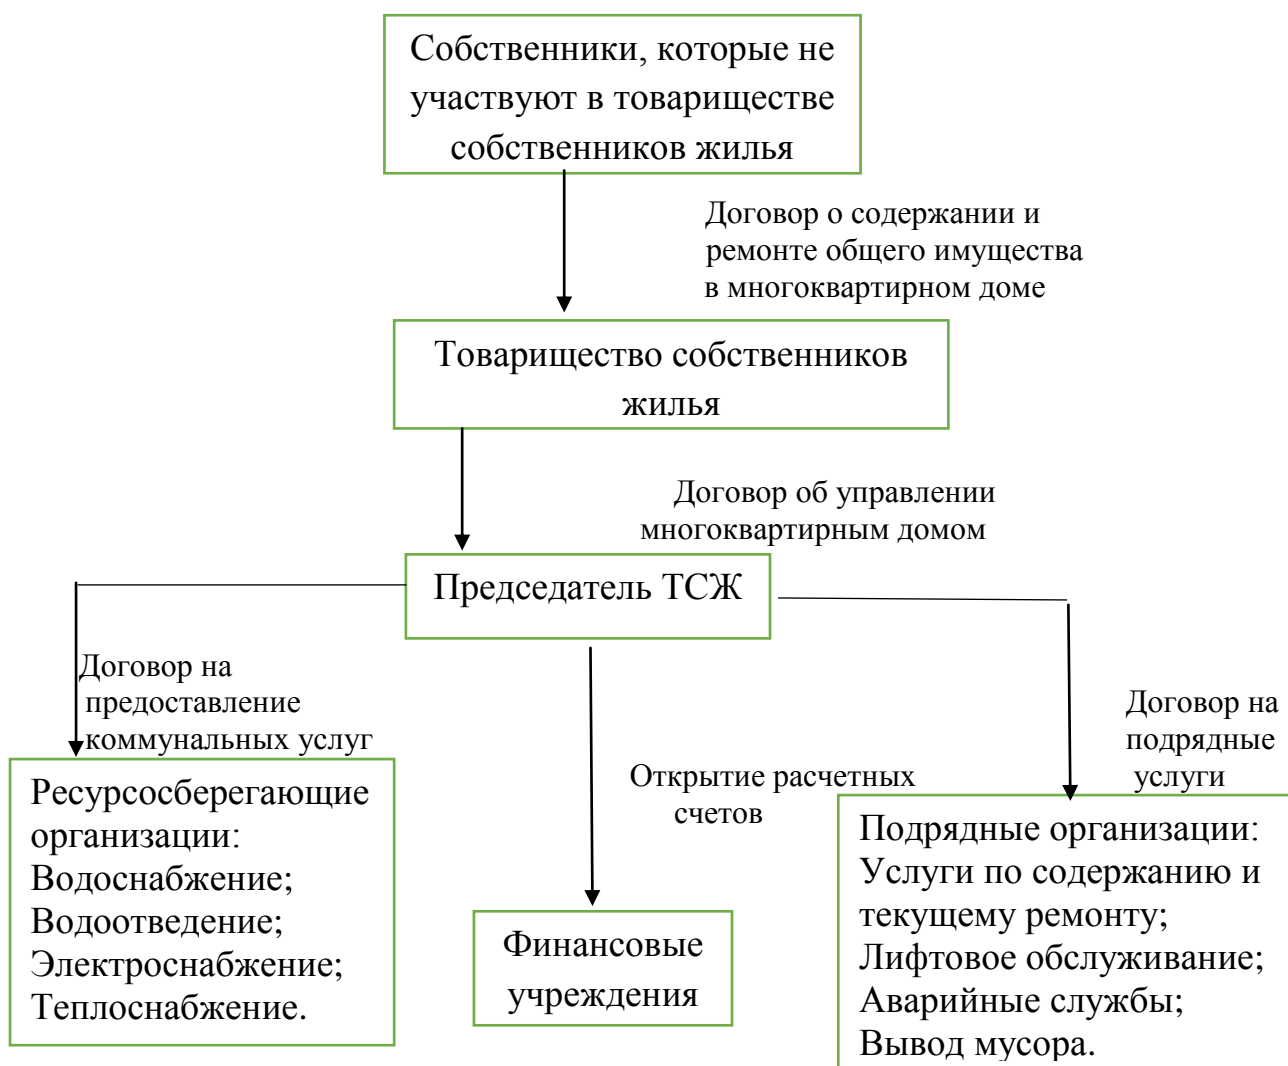 Собственники, которые не
участвуют в товариществе
собственников жилья
Договор о содержании и
ремонте общего имущества
в многоквартирном доме
Товарищество собственников
жилья
Договор об управлении
многоквартирным домом
Председатель ТСЖ
Договор на
предоставление
коммунальных услуг
Открытие расчетных
счетов
Договор на
подрядные
услуги
Ресурсосберегающие
организации:
Водоснабжение;
Водоотведение;
Электроснабжение;
Теплоснабжение.
Финансовые
учреждения
Подрядные организации:
Услуги по содержанию и
текущему ремонту;
Лифтовое обслуживание;
Аварийные службы;
Вывод мусора.